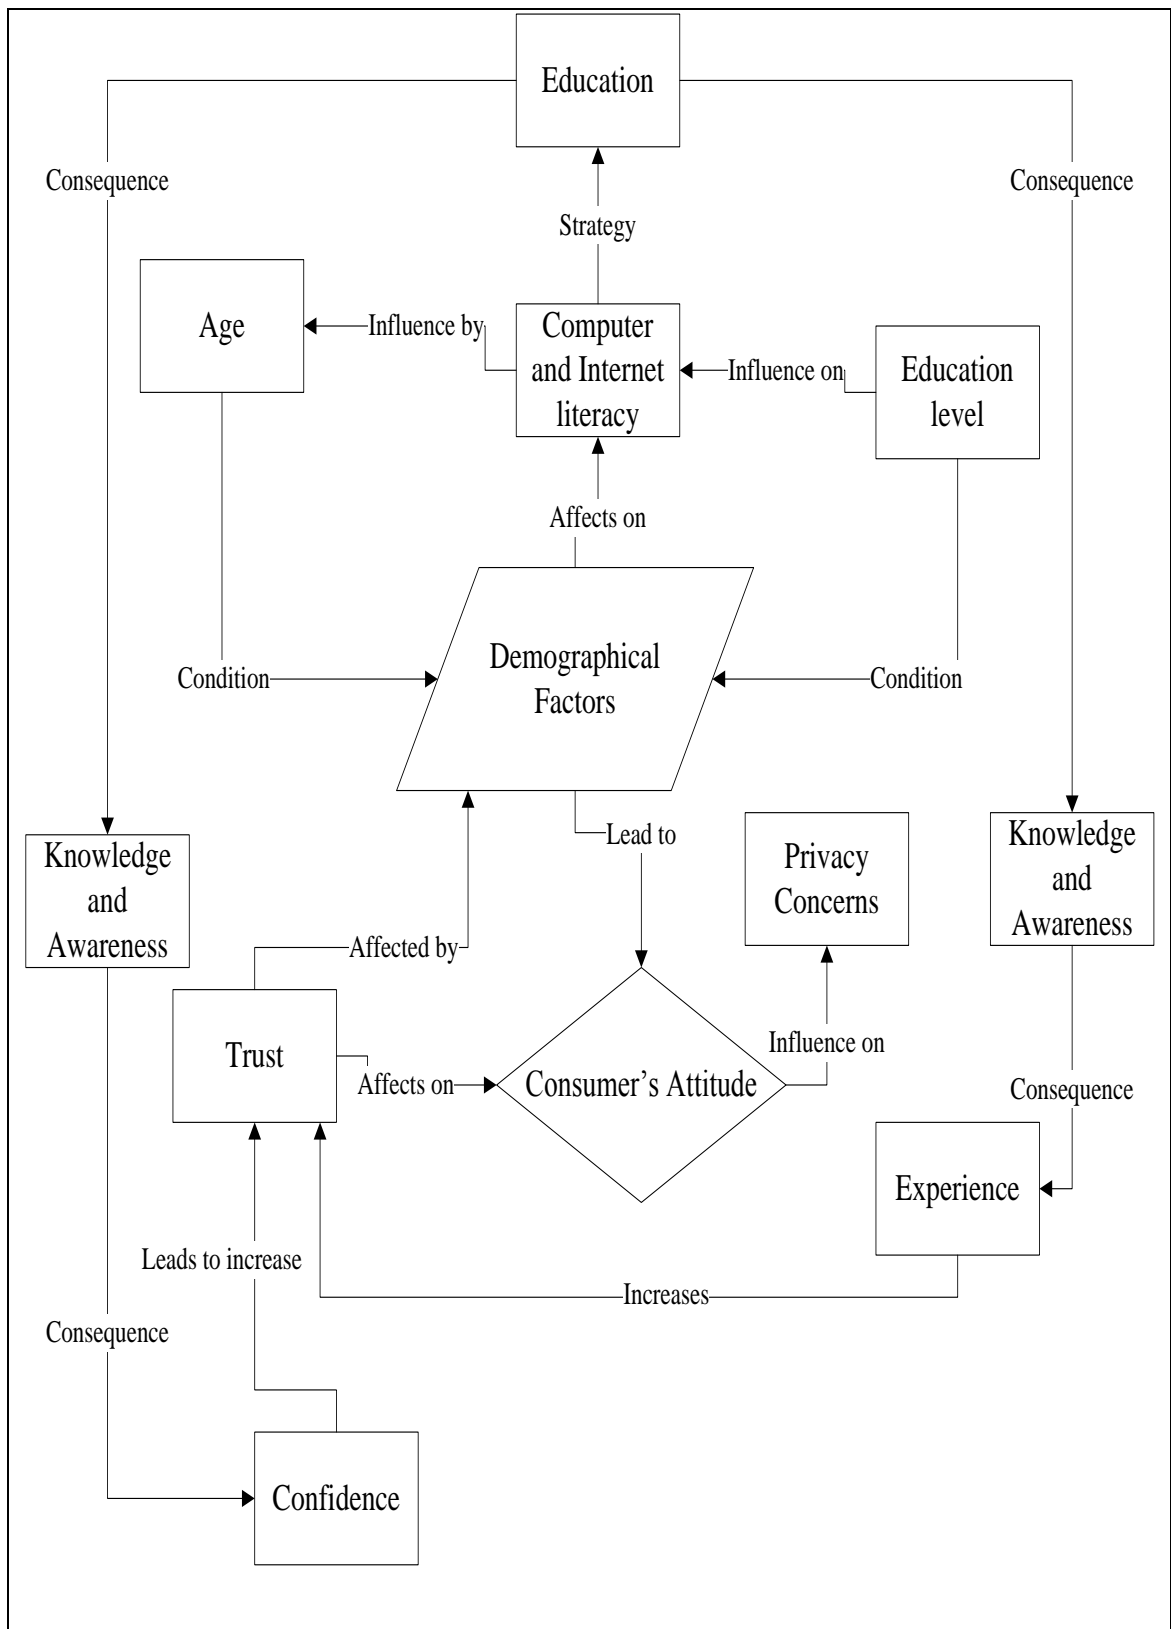 Education
Consequence
Consequence
Strategy
Age
Influence by
Computer
and Internet
literacy
Influence on
Education
level
Affects on
Demographical
Factors
Condition
Condition
Lead to
Knowledge
and
Awareness
Privacy
Concerns
Knowledge
and
Awareness
Affected by
Trust
Affects on
Consumer's Attitude
Influence on
Consequence
Experience
Leads to increase
Increases
Consequence
Confidence